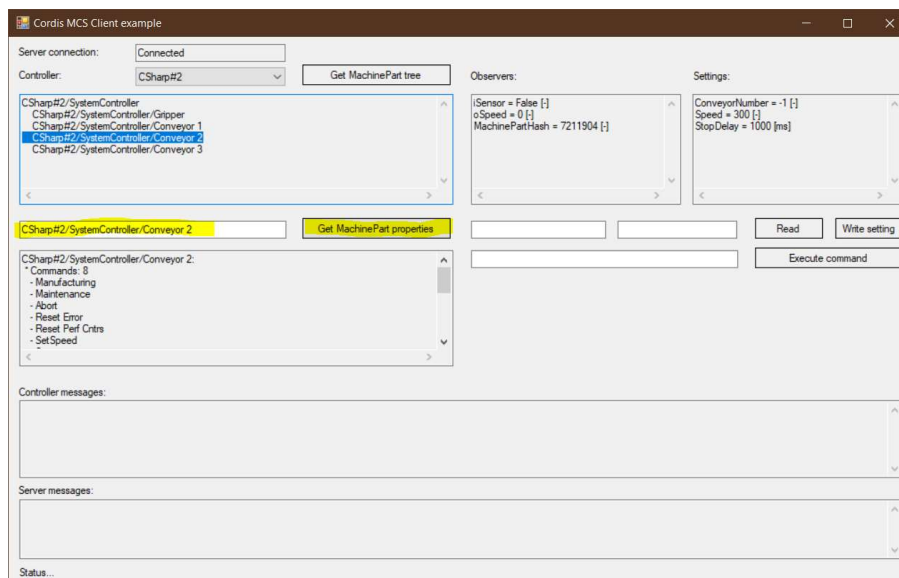 Cordis MCS Client example
Server connection:
Connected
Controller:
CSharp#2
Get MachinePart tree
Observers:
Settings:
CSharp#2/SystemController
CSharp#2/SystemController/Gripper
CSharp#2/SystemController/Conveyor 1
CSharp#2/SystemController/Conveyor 2
CSharp#2/SystemController/Conveyor 3
iSensor = False [-]
oSpeed = 0 [-]
MachinePartHash = 7211904 [-]
ConveyorNumber = -1 [-]
Speed = 300 [-]
StopDelay = 1000 [ms]
CSharp#2/SystemController/Conveyor 2
Get MachinePart properties
Read
Write setting
Execute command
CSharp#2/SystemController/Conveyor 2:
* Commands: 8
- Manufacturing
- Maintenance
- Abort
- Reset Error
- Reset Perf Cntrs
- SetSpeed
Controller messages:
Server messages:
Status...